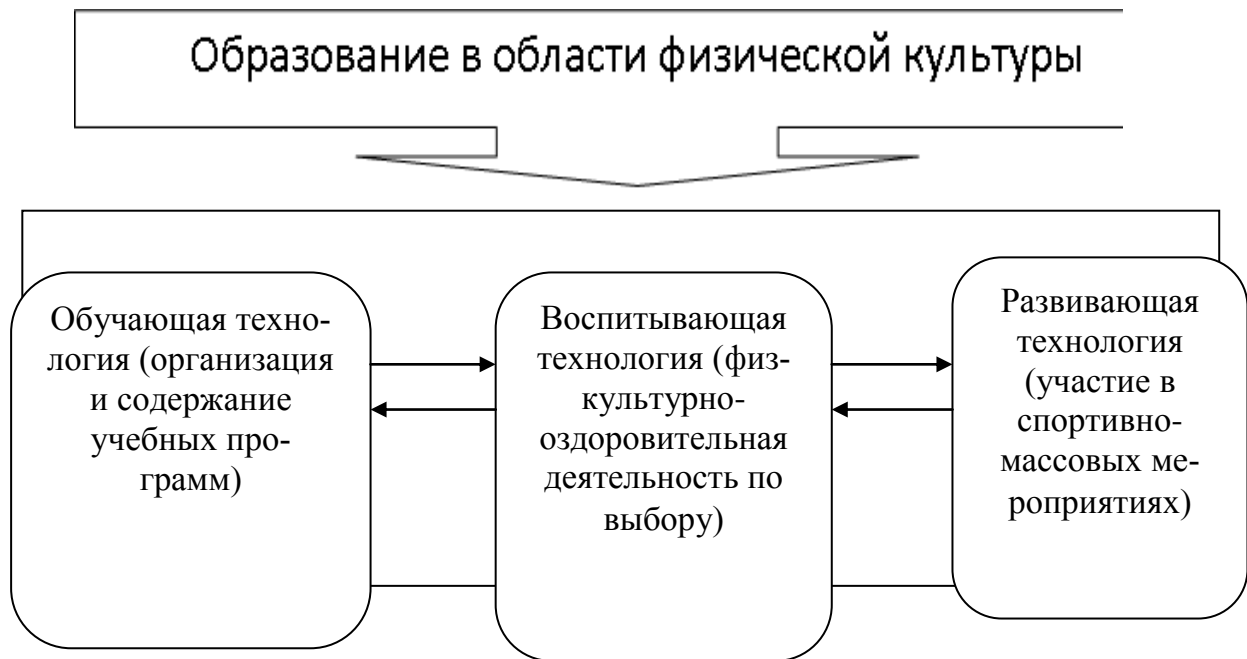 Образование в области физической культуры
Обучающая техно-
логия (организация
и содержание
учебных про-
грамм)
Воспитывающая
технология (физ-
культурно-
оздоровительная
деятельность по
выбору)
Развивающая
технология
(участие в
спортивно-
массовых ме-
роприятиях)